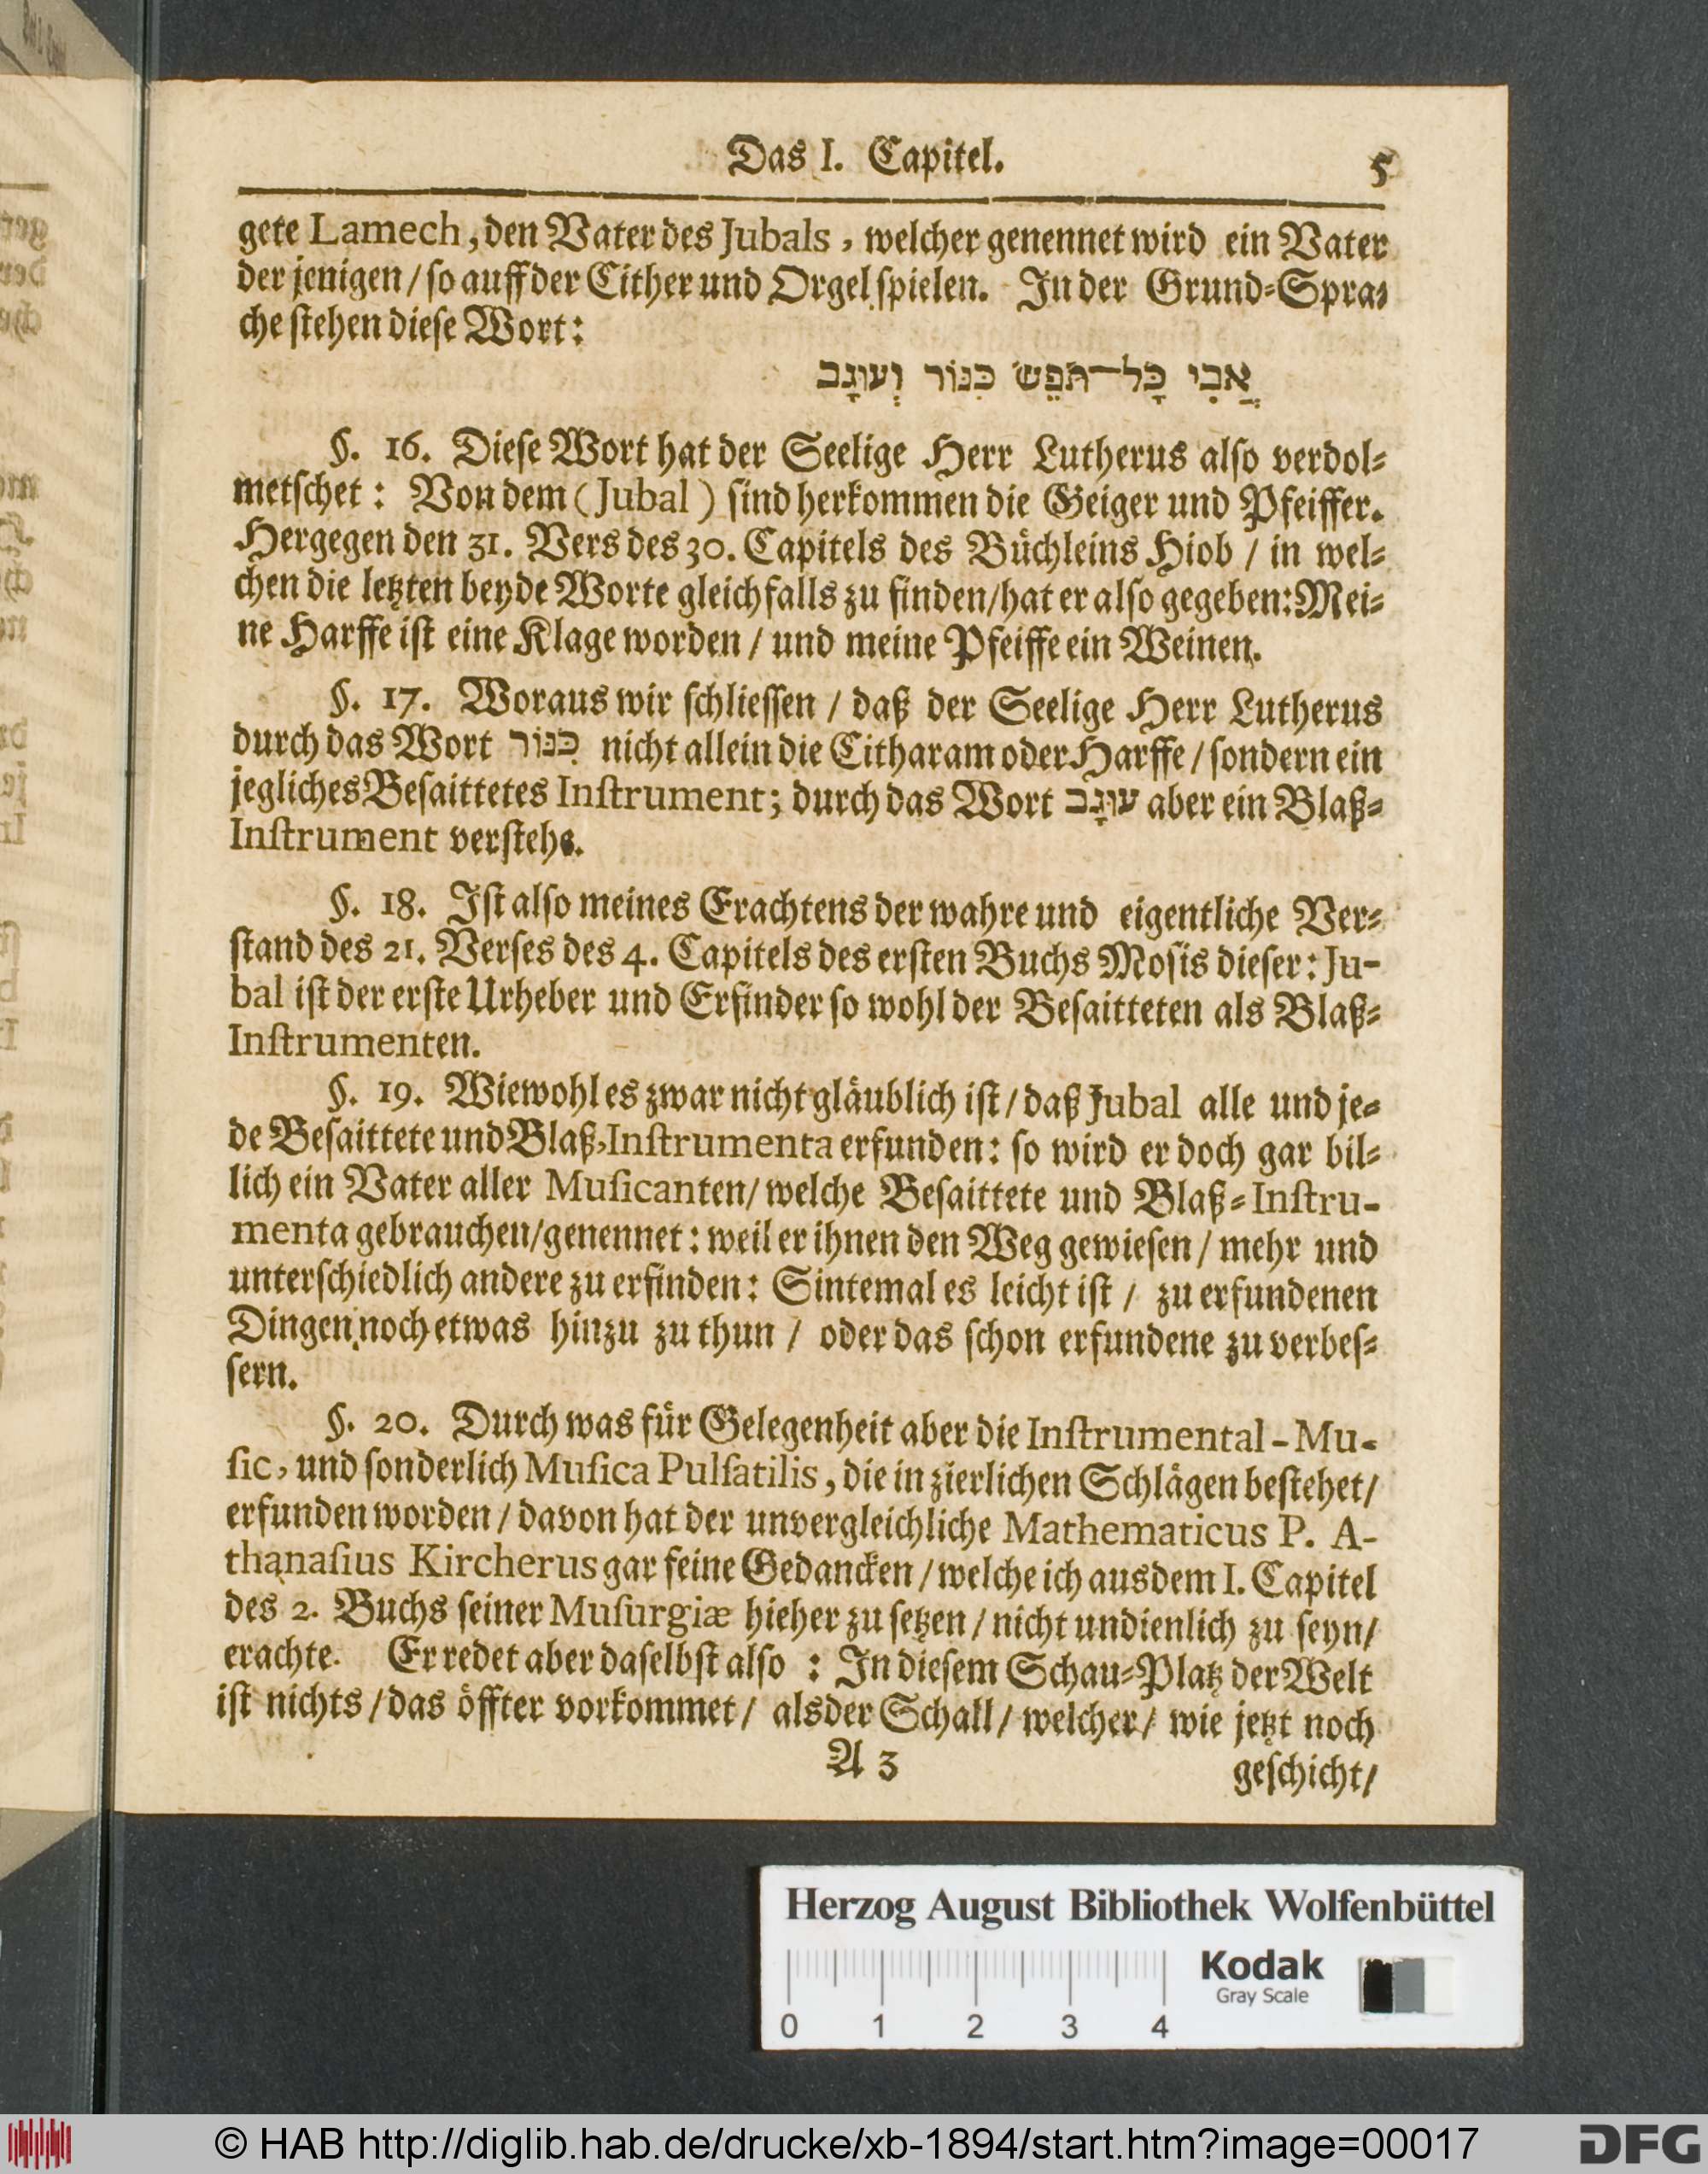 Das I. Capitel. 5
gete Lamech, den Vater des Jubals, welcher genennet wird ein Vater
der jenigen / so auff der Cither und Orgel spielen. In der Grund-Spra-
che stehen diese Wort:
אֲבִי כָּל־תֹּפֵשׂ כִּנּוֹר וְעוּגָב
§. 16. Diese Wort hat der Seelige Herr Lutherus also verdol-
metschet: Von dem (Jubal) sind herkommen die Geiger und Pfeiffer.
Hergegen den 31. Vers des 30. Capitels des Büchleins Hiob / in wel-
chen die letzten beyde Worte gleichfalls zu finden/hat er also gegeben: Mei-
ne Harffe ist eine Klage worden / und meine Pfeiffe ein Weinen.
§. 17. Woraus wir schliessen / daß der Seelige Herr Lutherus
durch das Wort כִּנּוֹר nicht allein die Citharam oder Harffe / sondern ein
jegliches Besaittetes Instrument; durch das Wort עוּגָב aber ein Blaß-
Instrument verstehe.
§. 18. Ist also meines Erachtens der wahre und eigentliche Ver-
stand des 21. Verses des 4. Capitels des ersten Buchs Mosis dieser: Ju-
bal ist der erste Urheber und Erfinder so wohl der Besaitteten als Blaß-
Instrumenten.
§. 19. Wiewohl es zwar nicht gläublich ist / daß Jubal alle und je-
de Besaittete und Blaß-Instrumenta erfunden: so wird er doch gar bil-
lich ein Vater aller Musicanten/ welche Besaittete und Blaß-Instru-
menta gebrauchen/genennet: weil er ihnen den Weg gewiesen / mehr und
unterschiedlich andere zu erfinden: Sintemal es leicht ist / zu erfundenen
Dingen noch etwas hinzu zu thun / oder das schon erfundene zu verbes-
sern.
§. 20. Durch was für Gelegenheit aber die Instrumental-Mu-
sic, und sonderlich Musica Pulsatilis, die in zierlichen Schlägen bestehet/
erfunden worden / davon hat der unvergleichliche Mathematicus P. A-
thanasius Kircherus gar feine Gedancken / welche ich aus dem I. Capitel
des 2. Buchs seiner Musurgiæ hieher zu setzen / nicht undienlich zu seyn/
erachte. Er redet aber daselbst also : In diesem Schau-Platz der Welt
ist nichts / das öffter vorkommet / als der Schall / welcher / wie jetzt noch
A 3 geschicht/
Herzog August Bibliothek Wolfenbüttel
Kodak
Gray Scale
0 1 2 3 4
© HAB http://diglib.hab.de/drucke/xb-1894/start.htm?image=00017
DFG